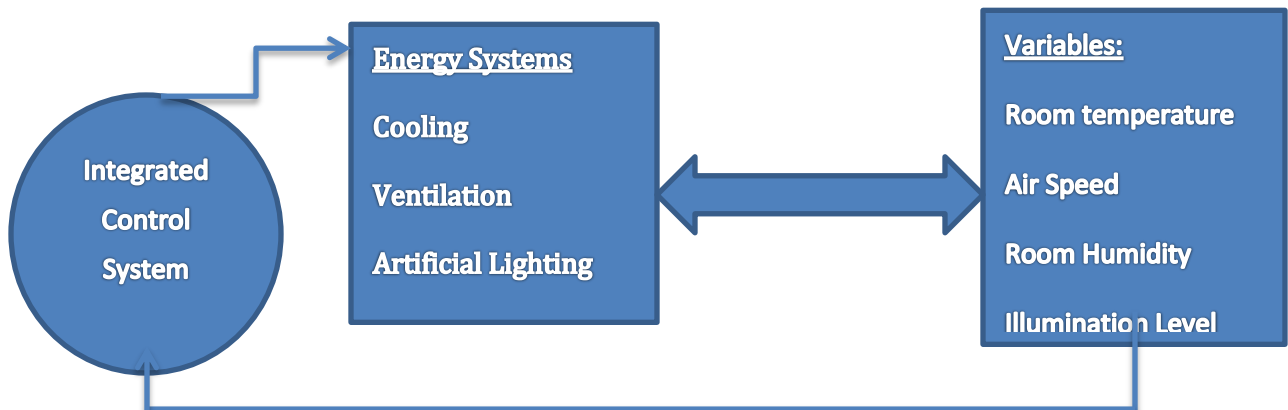 Integrated
Control
System
Energy Systems
Cooling
Ventilation
Artificial Lighting
Variables:
Room temperature
Air Speed
Room Humidity
Illumination Level